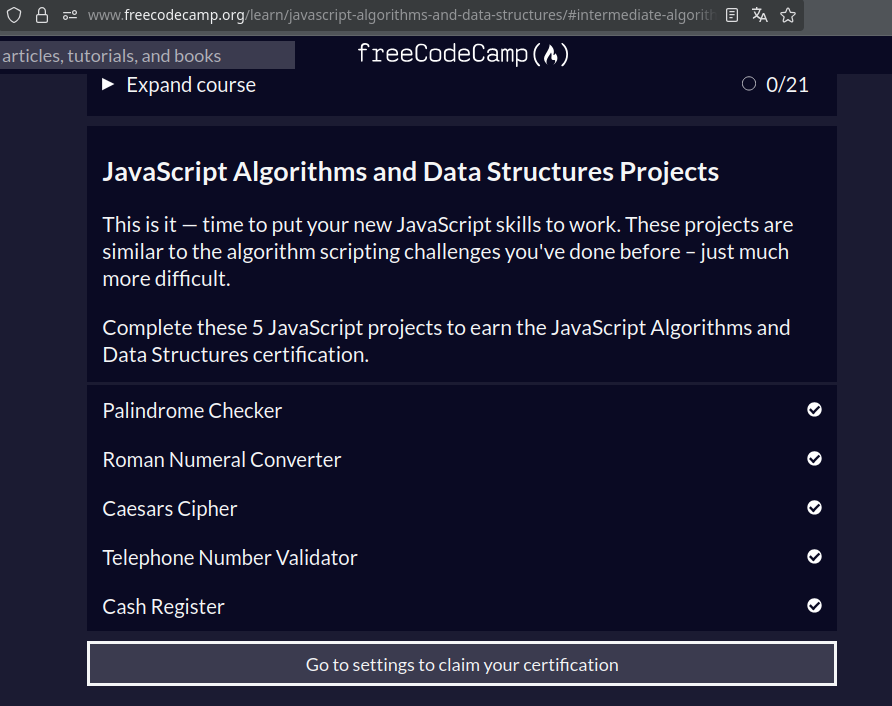 www.freecodecamp.org/learn/javascript-algorithms-and-data-structures/#intermediate-algorith
articles, tutorials, and books
freeCodeCamp(🔥)
Expand course
0/21
JavaScript Algorithms and Data Structures Projects
This is it — time to put your new JavaScript skills to work. These projects are
similar to the algorithm scripting challenges you've done before – just much
more difficult.
Complete these 5 JavaScript projects to earn the JavaScript Algorithms and
Data Structures certification.
Palindrome Checker
Roman Numeral Converter
Caesars Cipher
Telephone Number Validator
Cash Register
Go to settings to claim your certification